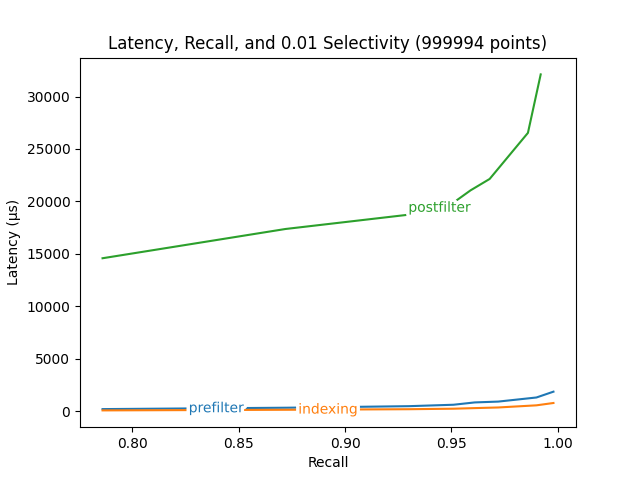 Latency, Recall, and 0.01 Selectivity (999994 points)
30000
25000
20000
15000
10000
5000
0
Latency (μs)
postfilter
prefilter
indexing
0.80
0.85
0.90
0.95
1.00
Recall